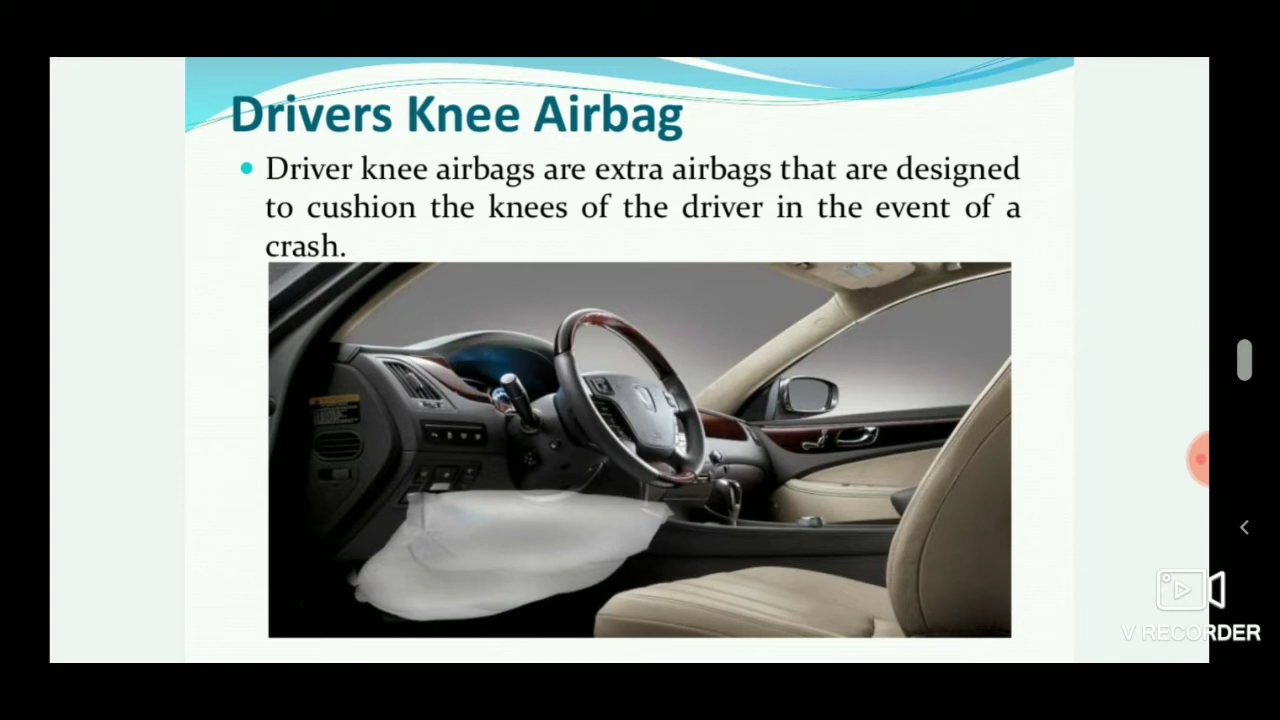 Drivers Knee Airbag
Driver knee airbags are extra airbags that are designed
to cushion the knees of the driver in the event of a
crash.
V RECORDER